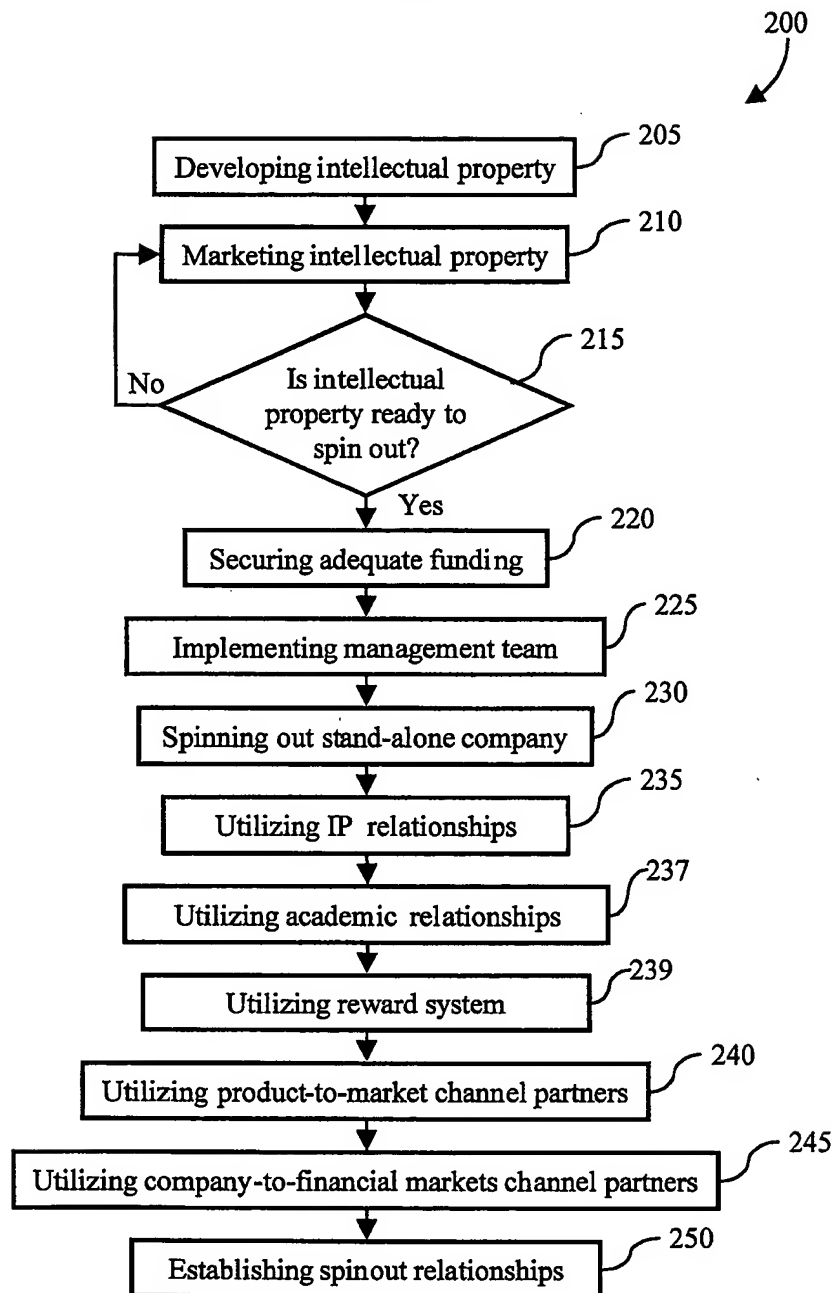 200
205
Developing intellectual property
210
Marketing intellectual property
215
No
Is intellectual
property ready to
spin out?
Yes
220
Securing adequate funding
225
Implementing management team
230
Spinning out stand-alone company
235
Utilizing IP relationships
237
Utilizing academic relationships
239
Utilizing reward system
240
Utilizing product-to-market channel partners
245
Utilizing company-to-financial markets channel partners
250
Establishing spinout relationships